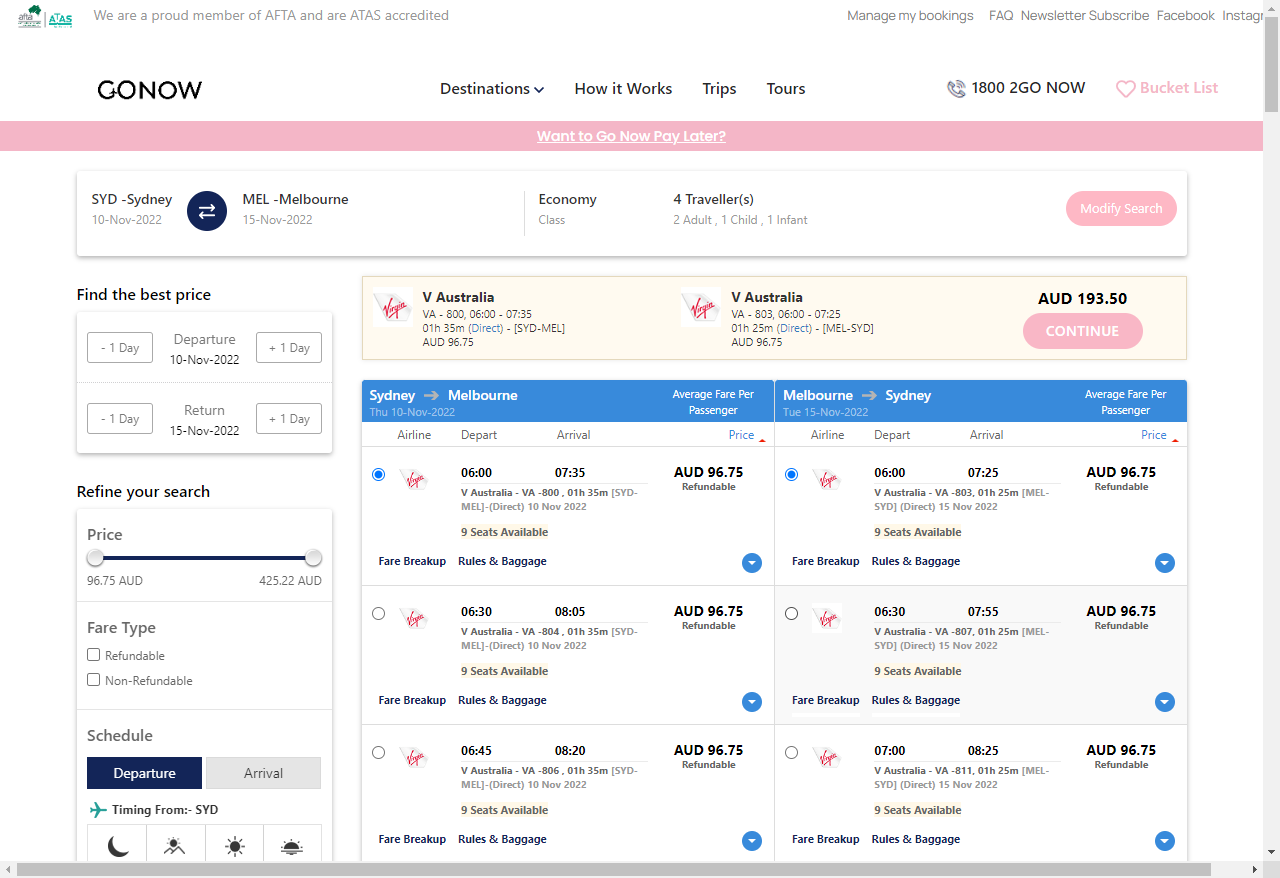 afta ATAS We are a proud member of AFTA and are ATAS accredited Manage my bookings FAQ Newsletter Subscribe Facebook Instagr
GONOW Destinations How it Works Trips Tours 1800 2GO NOW Bucket List
Want to Go Now Pay Later?
SYD -Sydney MEL -Melbourne Economy 4 Traveller(s)
10-Nov-2022 15-Nov-2022 Class 2 Adult , 1 Child , 1 Infant
Modify Search
Find the best price
- 1 Day Departure + 1 Day
10-Nov-2022
- 1 Day Return + 1 Day
15-Nov-2022
Refine your search
Price
96.75 AUD 425.22 AUD
Fare Type
Refundable
Non-Refundable
Schedule
Departure Arrival
Timing From:- SYD
Virgin V Australia
VA - 800, 06:00 - 07:35
01h 35m (Direct) - [SYD-MEL]
AUD 96.75
Virgin V Australia
VA - 803, 06:00 - 07:25
01h 25m (Direct) - [MEL-SYD]
AUD 96.75
AUD 193.50
CONTINUE
Sydney Melbourne Average Fare Per
Thu 10-Nov-2022 Passenger
Airline Depart Arrival Price
Virgin 06:00 07:35 AUD 96.75
Refundable
V Australia - VA -800 , 01h 35m [SYD-
MEL]-(Direct) 10 Nov 2022
9 Seats Available
Fare Breakup Rules & Baggage
Virgin 06:30 08:05 AUD 96.75
Refundable
V Australia - VA -804 , 01h 35m [SYD-
MEL]-(Direct) 10 Nov 2022
9 Seats Available
Fare Breakup Rules & Baggage
Virgin 06:45 08:20 AUD 96.75
Refundable
V Australia - VA -806 , 01h 35m [SYD-
MEL]-(Direct) 10 Nov 2022
9 Seats Available
Fare Breakup Rules & Baggage
Melbourne Sydney Average Fare Per
Tue 15-Nov-2022 Passenger
Airline Depart Arrival Price
Virgin 06:00 07:25 AUD 96.75
Refundable
V Australia - VA -803, 01h 25m [MEL-
SYD] (Direct) 15 Nov 2022
9 Seats Available
Fare Breakup Rules & Baggage
Virgin 06:30 07:55 AUD 96.75
Refundable
V Australia - VA -807, 01h 25m [MEL-
SYD] (Direct) 15 Nov 2022
9 Seats Available
Fare Breakup Rules & Baggage
Virgin 07:00 08:25 AUD 96.75
Refundable
V Australia - VA -811, 01h 25m [MEL-
SYD] (Direct) 15 Nov 2022
9 Seats Available
Fare Breakup Rules & Baggage